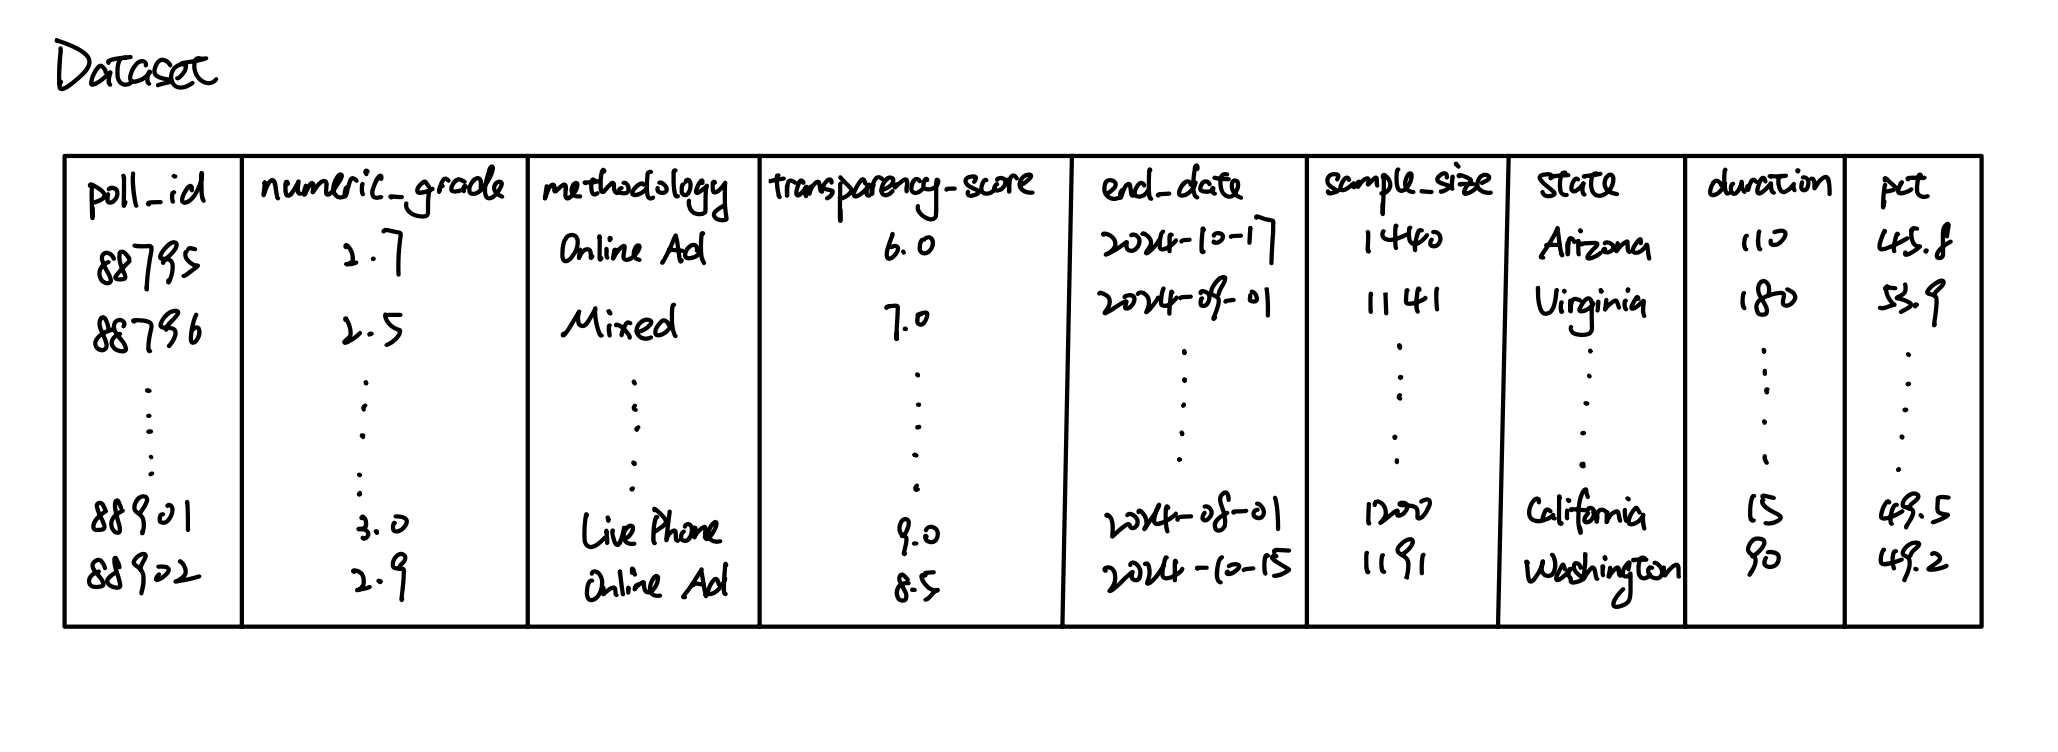 Dataset
poll_id numeric_grade methodology transparency-score end_date sample_size state duration pct
88795 2.7 Online Ad 6.0 2024-10-17 1440 Arizona 110 45.8
88796 2.5 Mixed 7.0 2024-09-01 1141 Virginia 180 53.9
88901 3.0 Live Phone 9.0 2024-08-01 1200 California 15 49.5
88902 2.9 Online Ad 8.5 2024-10-15 1191 Washington 90 49.2